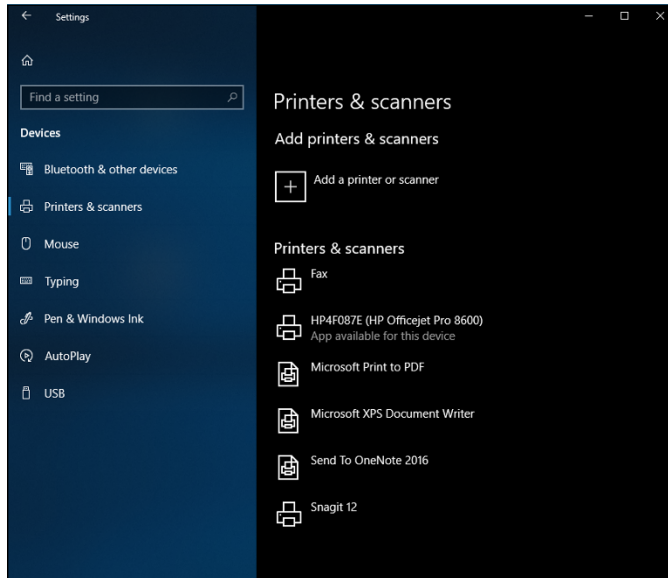 Settings
Find a setting
Devices
Bluetooth & other devices
Printers & scanners
Mouse
Typing
Pen & Windows Ink
AutoPlay
USB
Printers & scanners
Add printers & scanners
Add a printer or scanner
Printers & scanners
Fax
HP4F087E (HP Officejet Pro 8600)
App available for this device
Microsoft Print to PDF
Microsoft XPS Document Writer
Send To OneNote 2016
Snagit 12